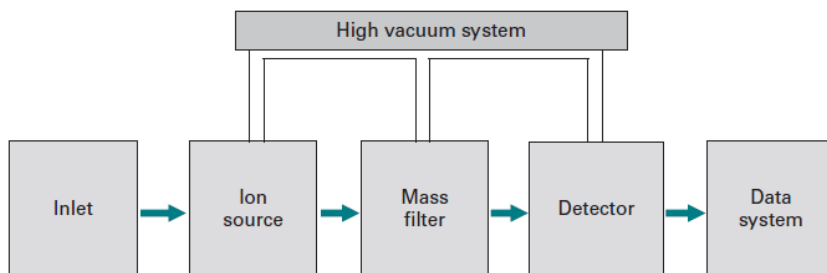 High vacuum system
Inlet
Ion
source
Mass
filter
Detector
Data
system